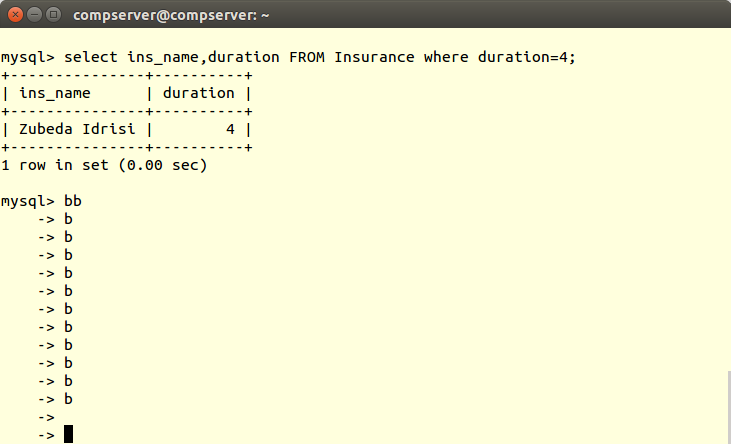 compserver@compserver: ~
mysql> select ins_name,duration FROM Insurance where duration=4;
+---------------+----------+
| ins_name      | duration |
+---------------+----------+
| Zubeda Idrisi |        4 |
+---------------+----------+
1 row in set (0.00 sec)
mysql> bb
    -> b
    -> b
    -> b
    -> b
    -> b
    -> b
    -> b
    -> b
    -> b
    -> b
    -> b
    ->
    ->